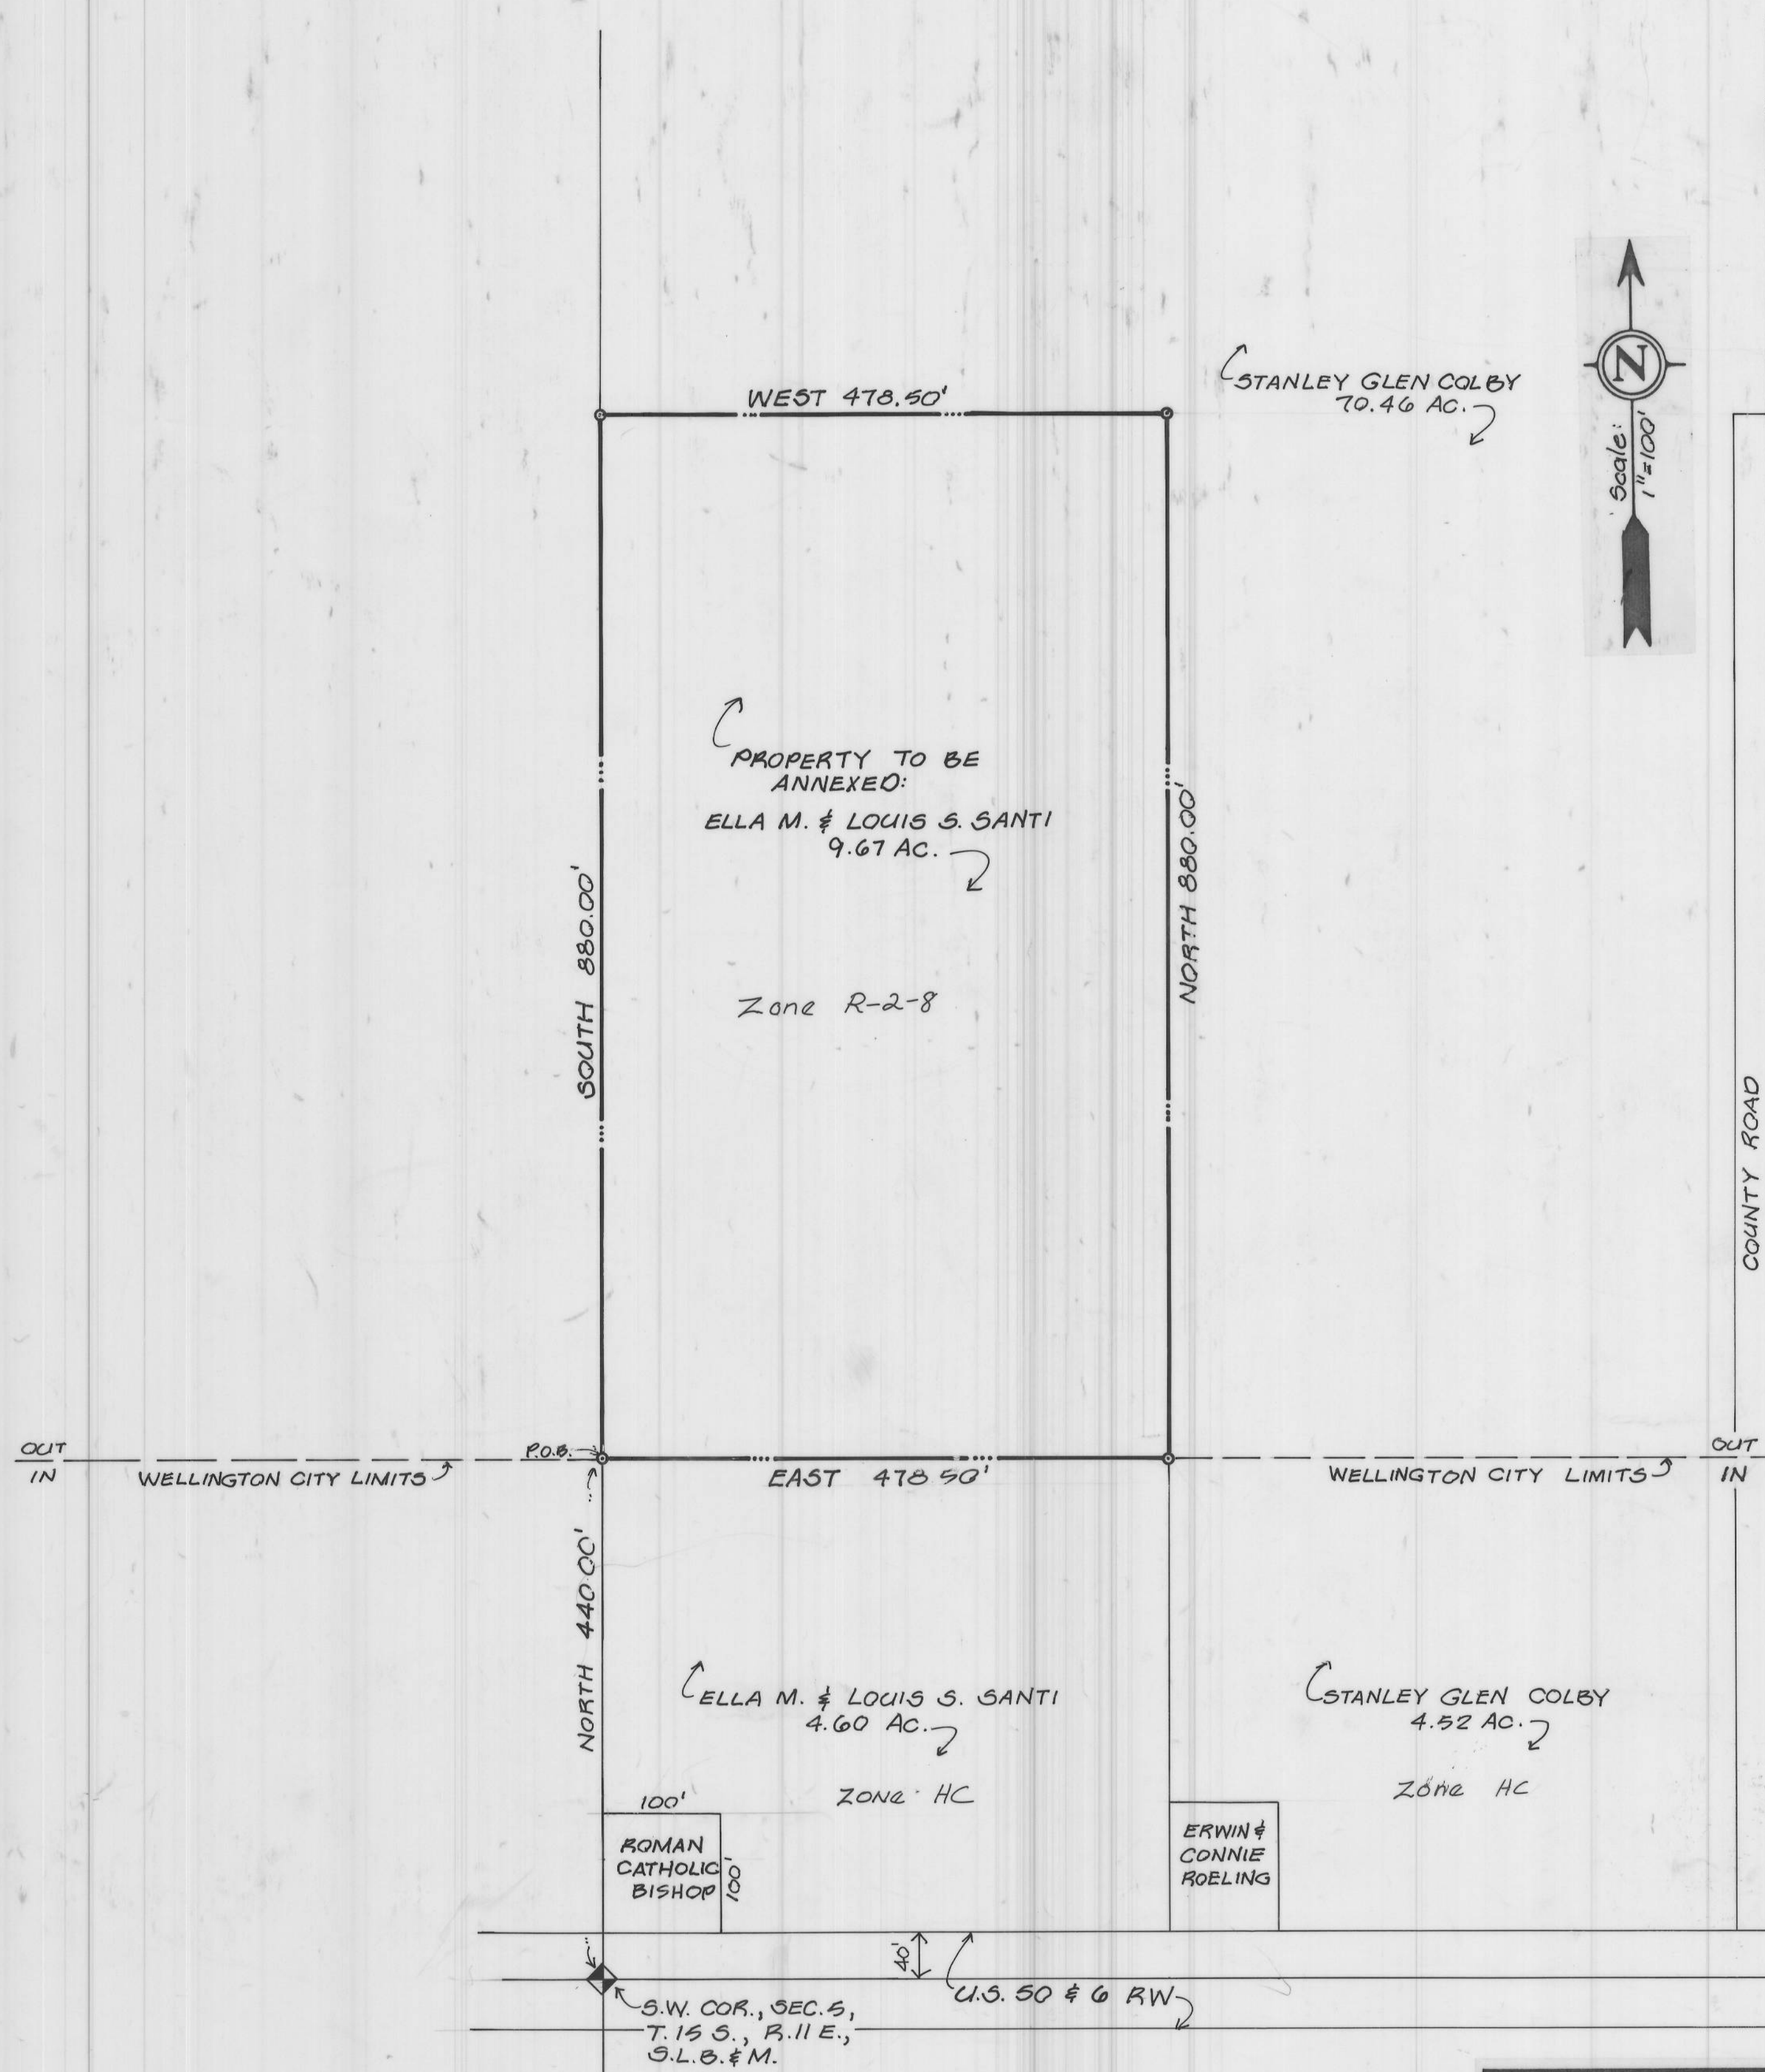 WEST 478.50'
STANLEY GLEN COLBY
70.46 AC.
N
Scale:
1"=100'
PROPERTY TO BE
ANNEXED:
ELLA M. & LOUIS S. SANTI
9.67 AC.
Zone R-2-8
SOUTH 880.00'
NORTH 880.00'
COUNTY ROAD
OUT
IN
WELLINGTON CITY LIMITS
P.O.B.
EAST 478.50'
WELLINGTON CITY LIMITS
OUT
IN
NORTH 440.00'
ELLA M. & LOUIS S. SANTI
4.60 AC.
ZONE HC
STANLEY GLEN COLBY
4.52 AC.
Zone HC
100'
ROMAN
CATHOLIC
BISHOP
100'
ERWIN &
CONNIE
ROELING
40'
U.S. 50 & 6 RW
S.W. COR., SEC. 5,
T. 15 S., R. 11 E.,
S.L.B. & M.